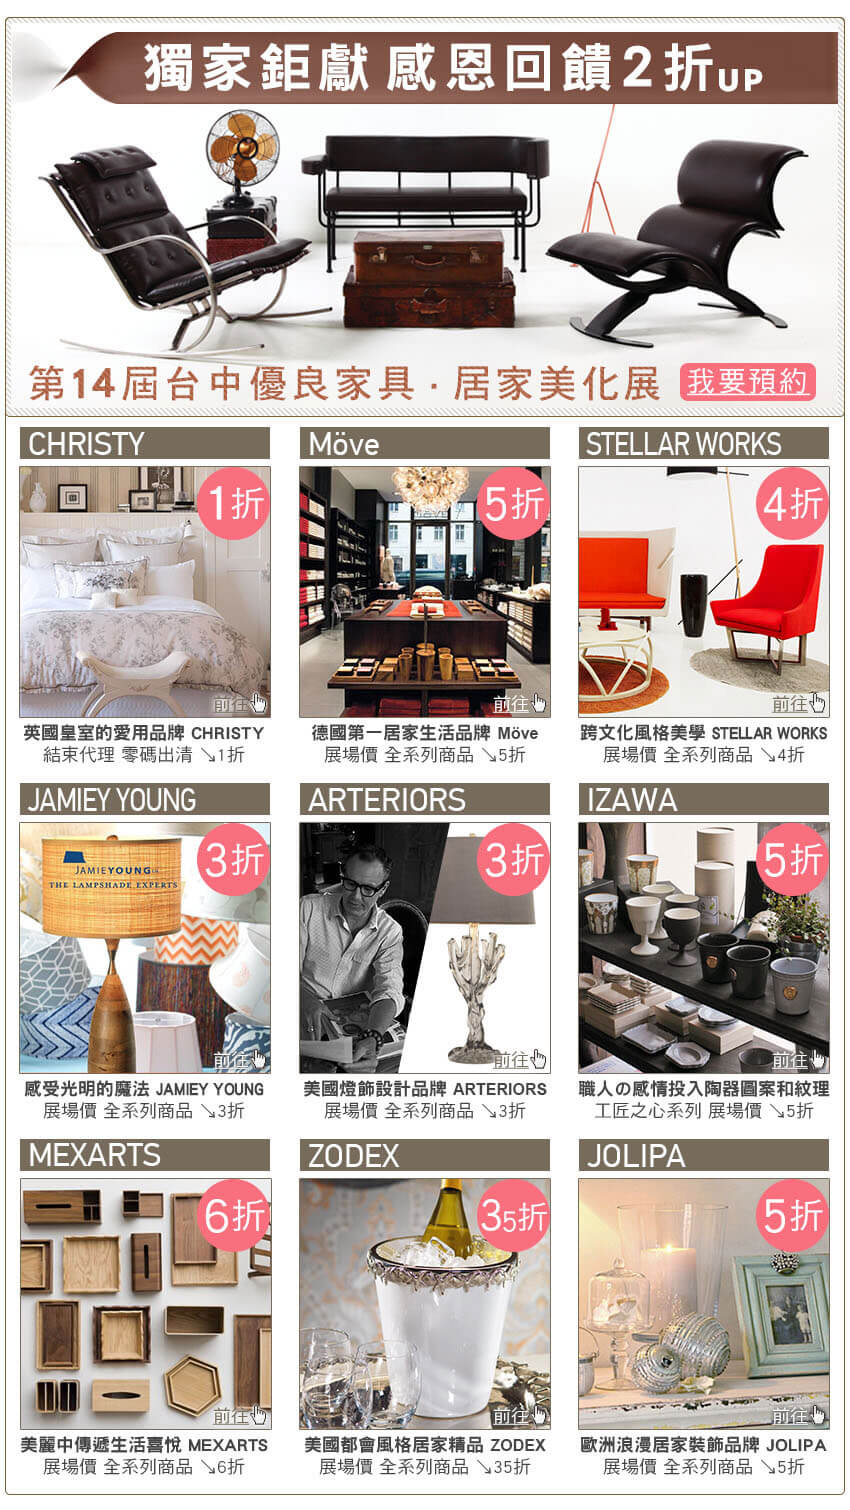 獨家鉅獻 感恩回饋2折UP
第14屆台中優良家具·居家美化展 我要預約
CHRISTY
1折
前往
英國皇室的愛用品牌 CHRISTY
結束代理 零碼出清 ↘1折
Möve
5折
前往
德國第一居家生活品牌 Möve
展場價 全系列商品 ↘5折
STELLAR WORKS
4折
前往
跨文化風格美學 STELLAR WORKS
展場價 全系列商品 ↘4折
JAMIEY YOUNG
3折
JAMIEYOUNG
THE LAMPSHADE EXPERTS
前往
感受光明的魔法 JAMIEY YOUNG
展場價 全系列商品 ↘3折
ARTERIORS
3折
前往
美國燈飾設計品牌 ARTERIORS
展場價 全系列商品 ↘3折
IZAWA
5折
前往
職人の感情投入陶器圖案和紋理
工匠之心系列 展場價 ↘5折
MEXARTS
6折
前往
美麗中傳遞生活喜悅 MEXARTS
展場價 全系列商品 ↘6折
ZODEX
35折
前往
美國都會風格居家精品 ZODEX
展場價 全系列商品 ↘35折
JOLIPA
5折
前往
歐洲浪漫居家裝飾品牌 JOLIPA
展場價 全系列商品 ↘5折